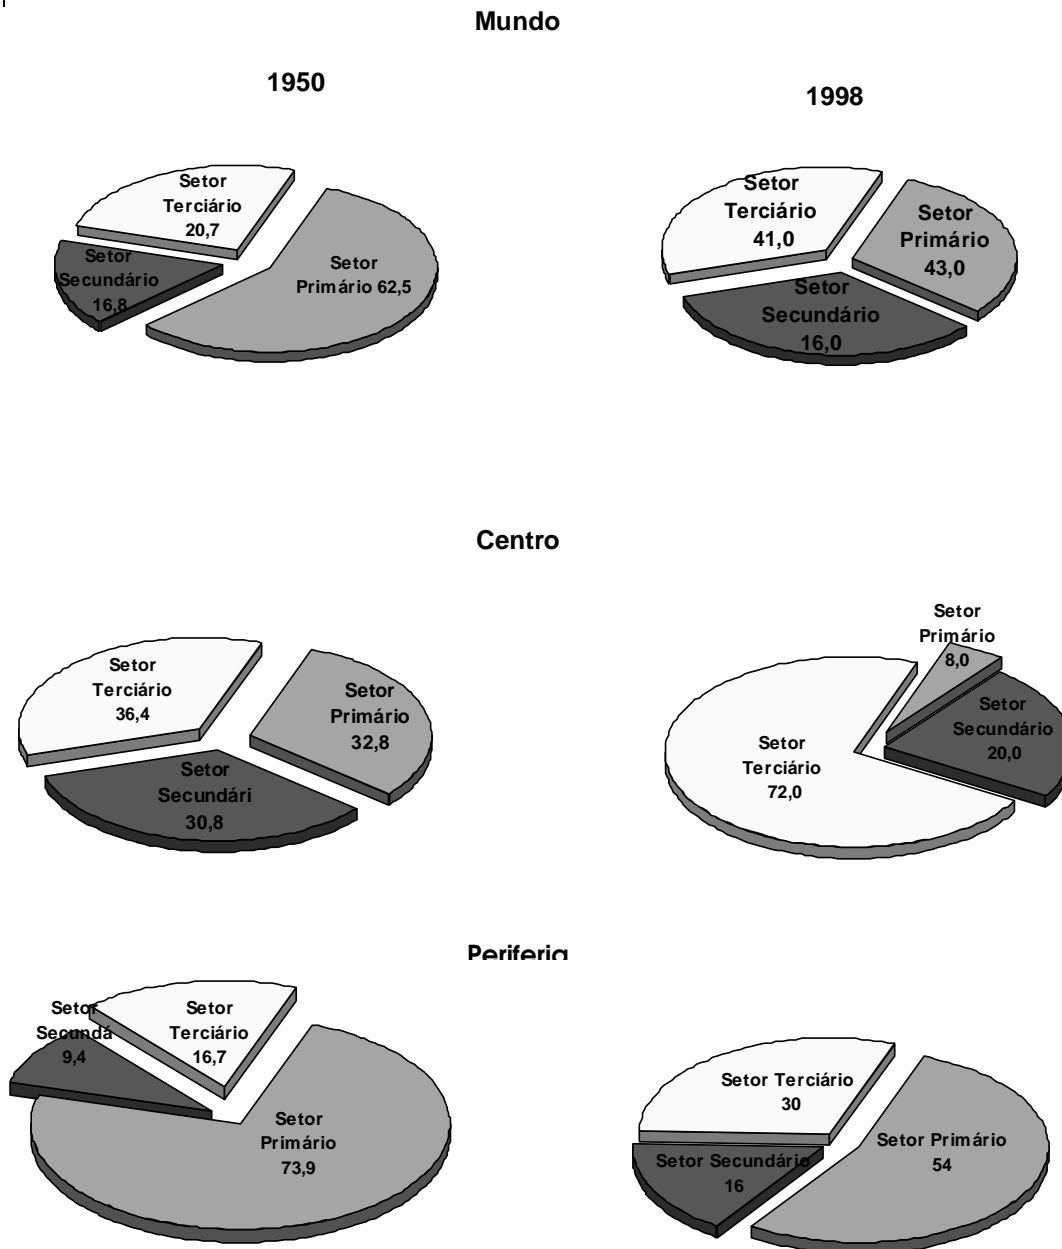 Mundo
1950
1998
Setor
Terciário
20,7
Setor
Secundário
16,8
Setor
Primário 62,5
Setor
Terciário
41,0
Setor
Primário
43,0
Setor
Secundário
16,0
Centro
Setor
Terciário
36,4
Setor
Primário
32,8
Setor
Secundári
30,8
Setor
Primário
8,0
Setor
Secundário
20,0
Setor
Terciário
72,0
Periferia
Setor
Secundá
9,4
Setor
Terciário
16,7
Setor
Primário
73,9
Setor Terciário
30
Setor Primário
54
Setor Secundário
16